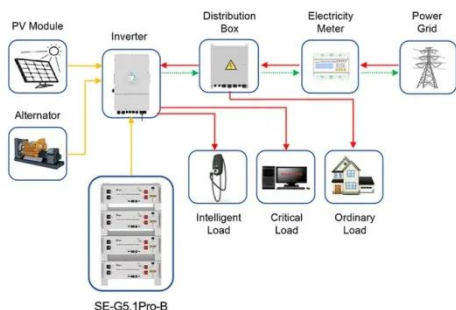 PV Module
Inverter
Distribution
Box
Electricity
Meter
Power
Grid
Alternator
Intelligent
Load
Critical
Load
Ordinary
Load
SE-G5.1Pro-B